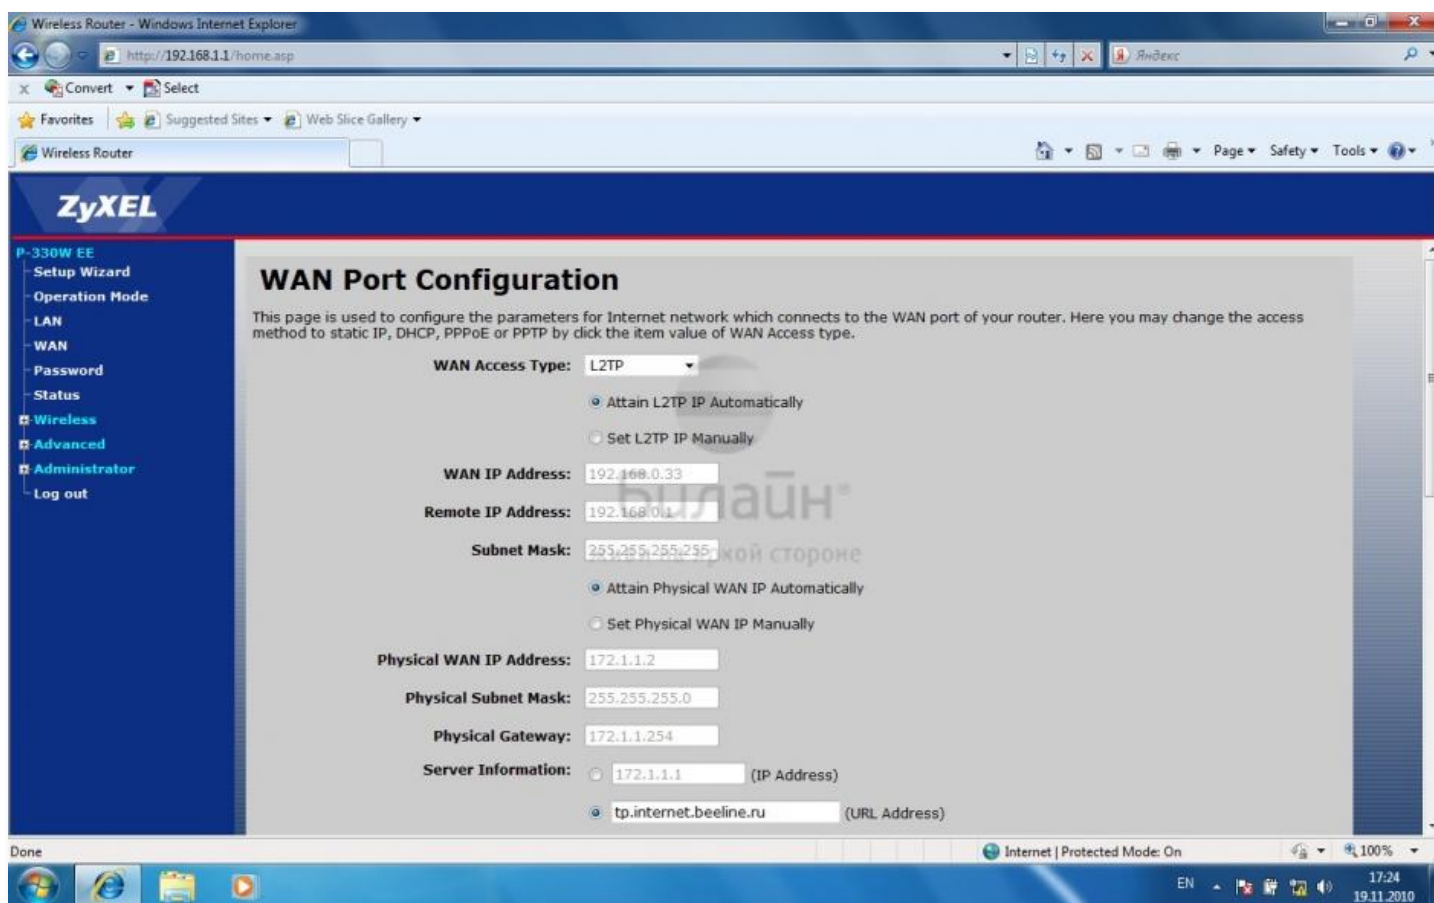 Wireless Router - Windows Internet Explorer
http://192.168.1.1/home.asp
Яндекс
x Convert Select
Favorites Suggested Sites Web Slice Gallery
Wireless Router
Page Safety Tools
ZyXEL
P-330W EE
Setup Wizard
Operation Mode
LAN
WAN
Password
Status
Wireless
Advanced
Administrator
Log out
WAN Port Configuration
This page is used to configure the parameters for Internet network which connects to the WAN port of your router. Here you may change the access
method to static IP, DHCP, PPPoE or PPTP by click the item value of WAN Access type.
WAN Access Type: L2TP
Attain L2TP IP Automatically
Set L2TP IP Manually
WAN IP Address: 192.168.0.33
билайн®
Remote IP Address: 192.168.0.1
Subnet Mask: 255.255.255.255
стороне
Attain Physical WAN IP Automatically
Set Physical WAN IP Manually
Physical WAN IP Address: 172.1.1.2
Physical Subnet Mask: 255.255.255.0
Physical Gateway: 172.1.1.254
Server Information: 172.1.1.1 (IP Address)
tp.internet.beeline.ru (URL Address)
Done
Internet | Protected Mode: On
100%
EN
17:24
19.11.2010